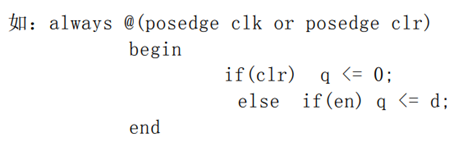 如：always @(posedge clk or posedge clr)
begin
if(clr) q <= 0;
else if(en) q <= d;
end